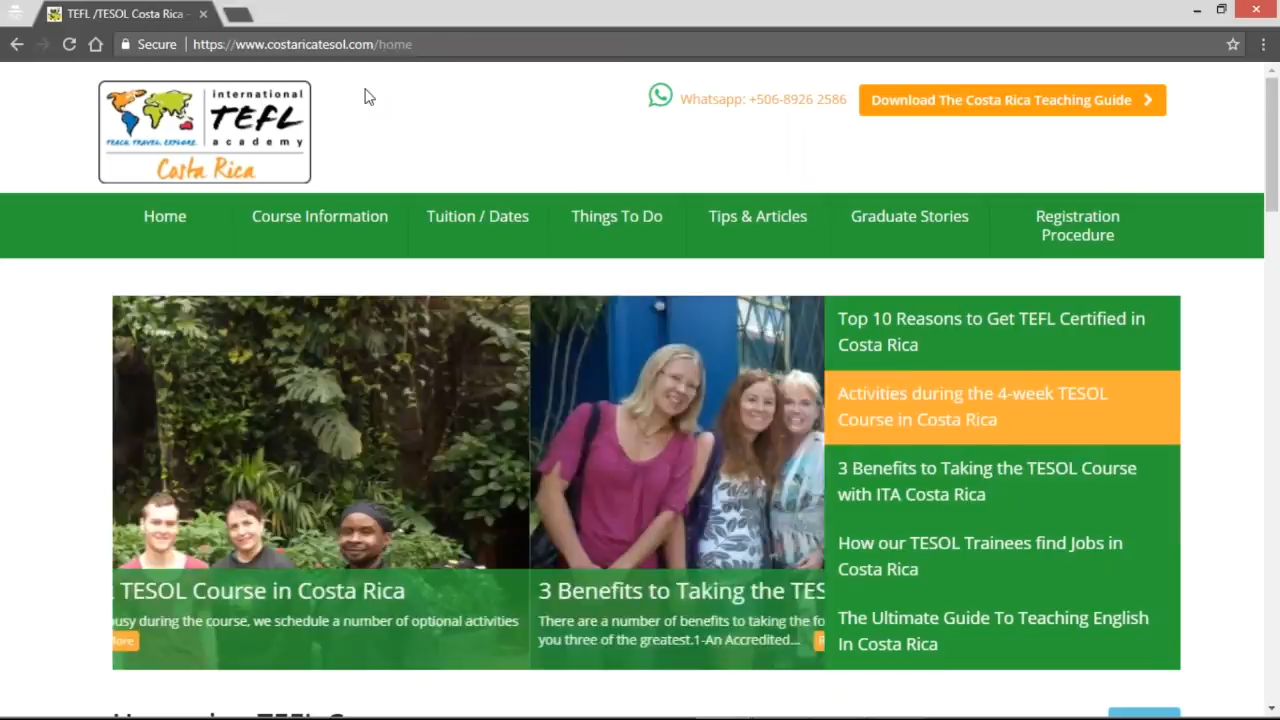 TEFL /TESOL Costa Rica -
Secure
https://www.costaricatesol.com/home
international
TEFL
TEACH. TRAVEL. EXPLORE.
academy
Costa Rica
Whatsapp: +506-8926 2586
Download The Costa Rica Teaching Guide
Home
Course Information
Tuition / Dates
Things To Do
Tips & Articles
Graduate Stories
Registration
Procedure
TESOL Course in Costa Rica
busy during the course, we schedule a number of optional activities
More
3 Benefits to Taking the TES
There are a number of benefits to taking the fo
you three of the greatest.1-An Accredited...
Top 10 Reasons to Get TEFL Certified in
Costa Rica
Activities during the 4-week TESOL
Course in Costa Rica
3 Benefits to Taking the TESOL Course
with ITA Costa Rica
How our TESOL Trainees find Jobs in
Costa Rica
The Ultimate Guide To Teaching English
In Costa Rica